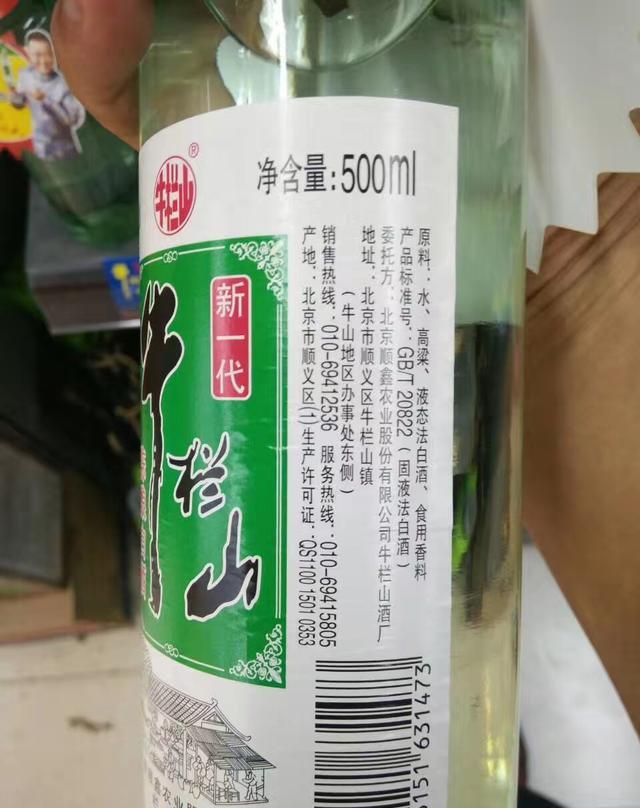 牛栏山®
净含量:500ml
新一代
牛栏山
原料:水、高粱、液态法白酒、食用香料
产品标准号:GB/T 20822(固液法白酒)
委托方:北京顺鑫农业股份有限公司牛栏山酒厂
地址:北京市顺义区牛栏山镇
(牛山地区办事处东侧)
销售热线:010-69412536 服务热线:010-69415805
产地:北京市顺义区(1)生产许可证:QS1100 1501 0353
151631473
鑫农业